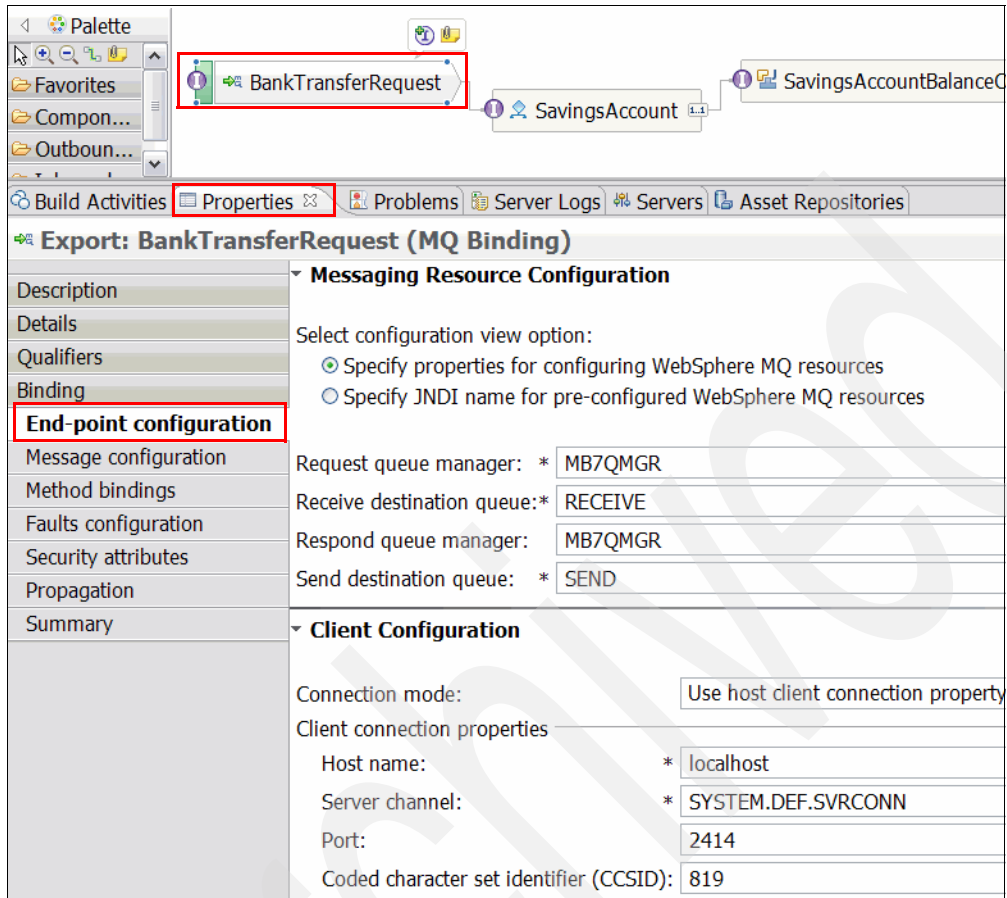 Palette
BankTransferRequest
SavingsAccount
1..1
SavingsAccountBalance
Favorites
Compon...
Outboun...
Build Activities
Properties
Problems
Server Logs
Servers
Asset Repositories
Export: BankTransferRequest (MQ Binding)
Description
Details
Qualifiers
Binding
End-point configuration
Message configuration
Method bindings
Faults configuration
Security attributes
Propagation
Summary
Messaging Resource Configuration
Select configuration view option:
Specify properties for configuring WebSphere MQ resources
Specify JNDI name for pre-configured WebSphere MQ resources
Request queue manager: * MB7QMGR
Receive destination queue:* RECEIVE
Respond queue manager: MB7QMGR
Send destination queue: * SEND
Client Configuration
Connection mode: Use host client connection property
Client connection properties
Host name: * localhost
Server channel: * SYSTEM.DEF.SVRCONN
Port: 2414
Coded character set identifier (CCSID): 819